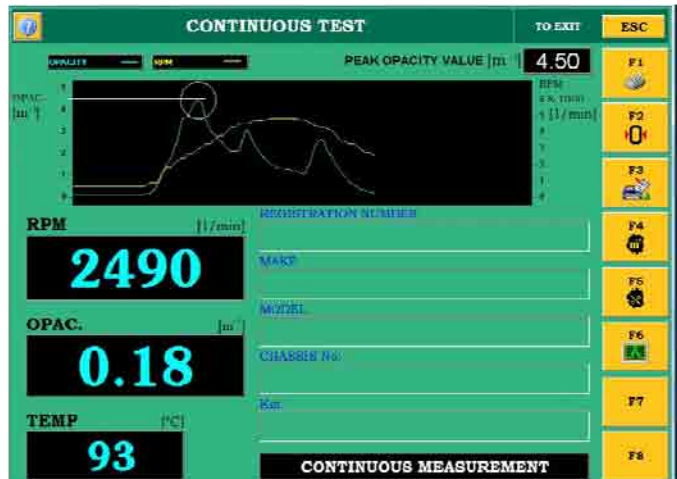 CONTINUOUS TEST
TO EXIT
ESC
OPACITY
RPM
PEAK OPACITY VALUE [m⁻¹]
4.50
F1
OPAC.
[m⁻¹]
RPM
X 1000
[1/min]
F2
F3
RPM
[1/min]
2490
REGISTRATION NUMBER
F4
MAKE
F5
MODEL
OPAC.
[m⁻¹]
0.18
F6
CHASSIS No.
F7
Km.
TEMP
[°C]
93
CONTINUOUS MEASUREMENT
F8